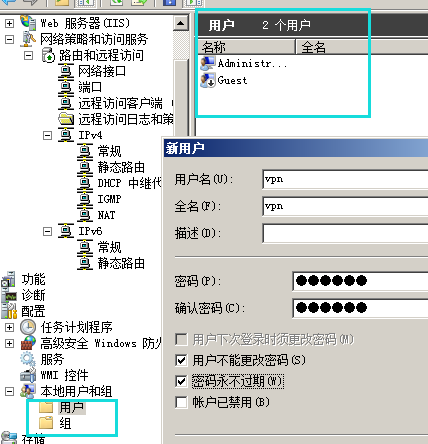 Web 服务器(IIS)
网络策略和访问服务
路由和远程访问
网络接口
端口
远程访问客户端 (
远程访问日志和策
IPv4
常规
静态路由
DHCP 中继代
IGMP
NAT
IPv6
常规
静态路由
功能
诊断
配置
任务计划程序
高级安全 Windows 防火
服务
WMI 控件
本地用户和组
用户
组
存储
用户 2 个用户
名称 全名
Administr...
Guest
新用户
用户名(U): vpn
全名(F): vpn
描述(D):
密码(P): ●●●●●●
确认密码(C): ●●●●●●
用户下次登录时须更改密码(M)
用户不能更改密码(S)
密码永不过期(W)
帐户已禁用(B)